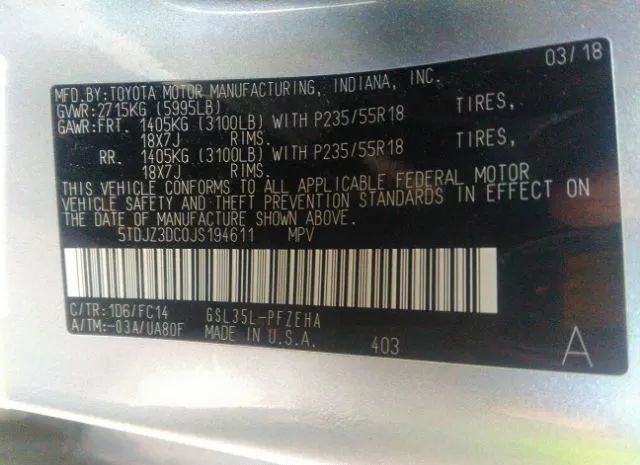 03/18
MFD.BY:TOYOTA MOTOR MANUFACTURING, INDIANA, INC.
GVWR:2715KG (5995LB)
GAWR:FRT. 1405KG (3100LB) WITH P235/55R18 TIRES,
18X7J RIMS.
RR. 1405KG (3100LB) WITH P235/55R18 TIRES,
18X7J RIMS.
THIS VEHICLE CONFORMS TO ALL APPLICABLE FEDERAL MOTOR
VEHICLE SAFETY AND THEFT PREVENTION STANDARDS IN EFFECT ON
THE DATE OF MANUFACTURE SHOWN ABOVE.
5TDJZ3DC0JS194611 MPV
C/TR:1D6/FC14 GSL35L-PFZEHA
A/TM:-03A/UA80F MADE IN U.S.A. 403 A